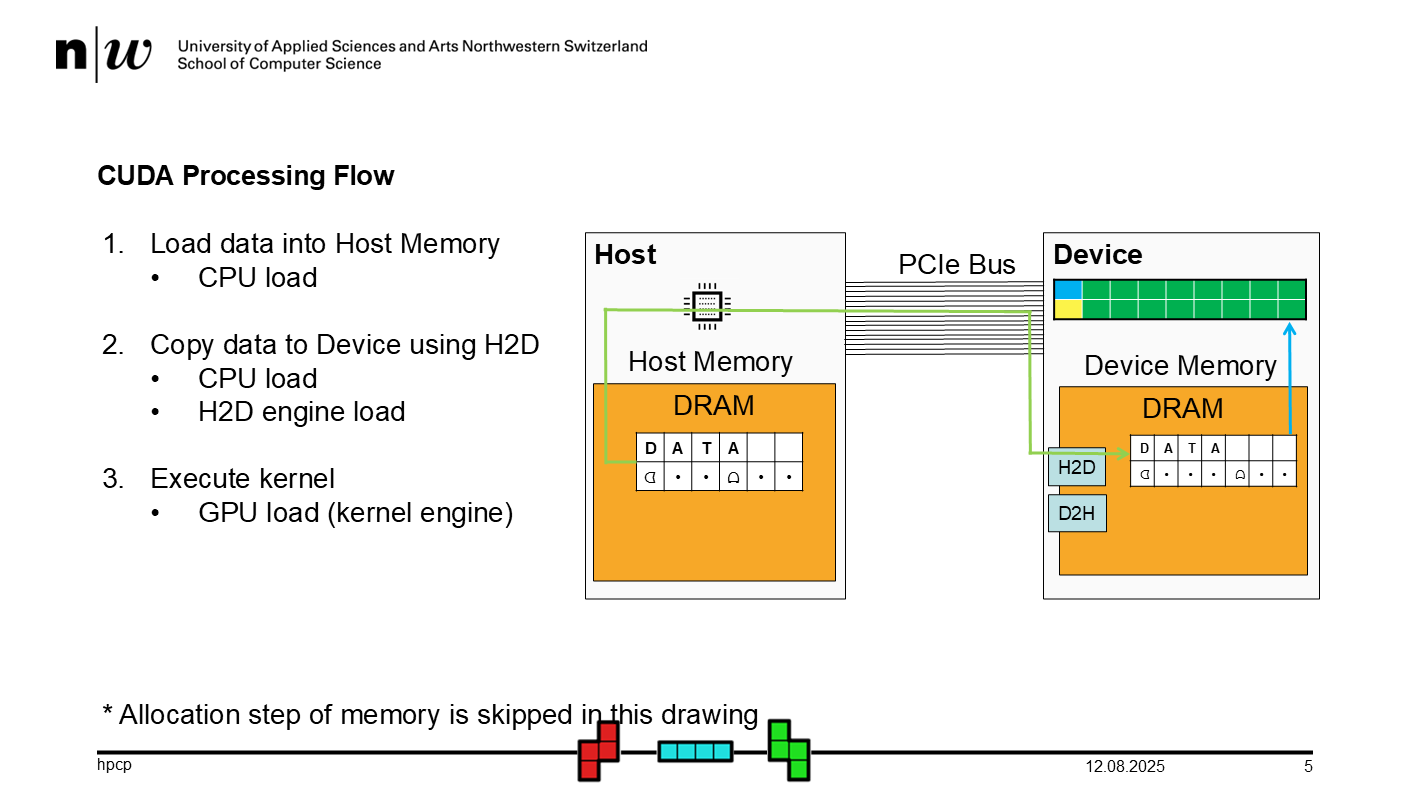 n|w University of Applied Sciences and Arts Northwestern Switzerland
School of Computer Science
CUDA Processing Flow
1. Load data into Host Memory
• CPU load
2. Copy data to Device using H2D
• CPU load
• H2D engine load
3. Execute kernel
• GPU load (kernel engine)
Host
Host Memory
DRAM
D A T A
PCIe Bus
Device
Device Memory
DRAM
D A T A
H2D
D2H
* Allocation step of memory is skipped in this drawing
hpcp
12.08.2025
5